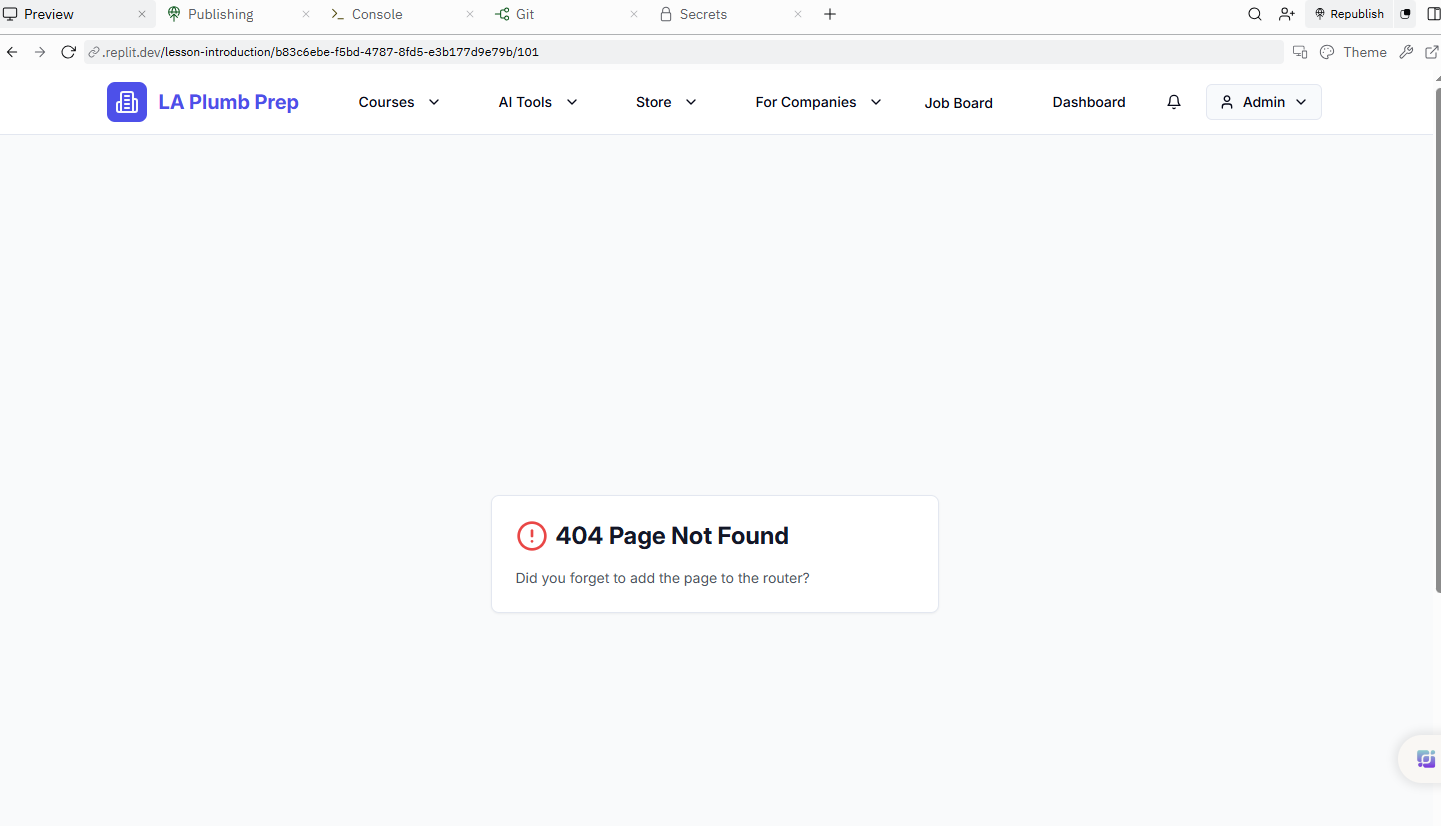 Preview Publishing Console Git Secrets Republish
.replit.dev/lesson-introduction/b83c6ebe-f5bd-4787-8fd5-e3b177d9e79b/101 Theme
LA Plumb Prep Courses AI Tools Store For Companies Job Board Dashboard Admin
404 Page Not Found
Did you forget to add the page to the router?